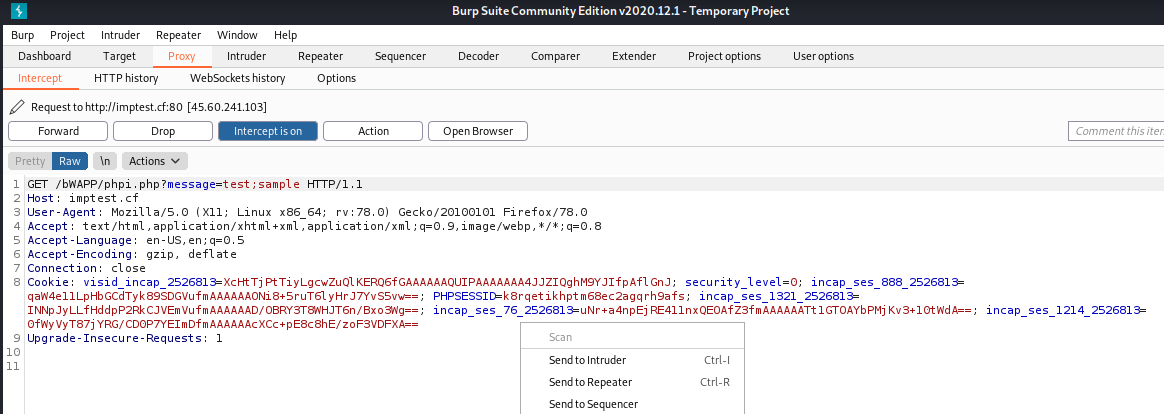 Burp Suite Community Edition v2020.12.1 - Temporary Project
Burp Project Intruder Repeater Window Help
Dashboard Target Proxy Intruder Repeater Sequencer Decoder Comparer Extender Project options User options
Intercept HTTP history WebSockets history Options
Request to http://imptest.cf:80 [45.60.241.103]
Forward Drop Intercept is on Action Open Browser Comment this item
Pretty Raw \n Actions
1 GET /bWAPP/phpi.php?message=test;sample HTTP/1.1
2 Host: imptest.cf
3 User-Agent: Mozilla/5.0 (X11; Linux x86_64; rv:78.0) Gecko/20100101 Firefox/78.0
4 Accept: text/html,application/xhtml+xml,application/xml;q=0.9,image/webp,*/*;q=0.8
5 Accept-Language: en-US,en;q=0.5
6 Accept-Encoding: gzip, deflate
7 Connection: close
8 Cookie: visid_incap_2526813=XcHtTjPtTiyLgcwZuQlKERQ6fGAAAAAAQUIPAAAAAAA4JJZIQghM9YJIfpAflGnJ; security_level=0; incap_ses_888_2526813=
qaW4e11LpHbGCdTyk89SDGVufmAAAAAAONi8+5ruT6lyHrJ7YvS5vw==; PHPSESSID=k8rqetikhptm68ec2agqrh9afs; incap_ses_1321_2526813=
INNpJyLLfHddpP2RkCJVEmVufmAAAAAAD/OBRY3T8WHJT6n/Bxo3Wg==; incap_ses_76_2526813=uNr+a4npEjRE411nxQEOAfZ3fmAAAAAATt1GTOAYbPMjKv3+10tWdA==; incap_ses_1214_2526813=
0fWyVyT87jYRG/CD0P7YEImDfmAAAAAAcXCc+pE8c8hE/zoF3VDFXA==
9 Upgrade-Insecure-Requests: 1
10
11
Scan
Send to Intruder Ctrl-I
Send to Repeater Ctrl-R
Send to Sequencer